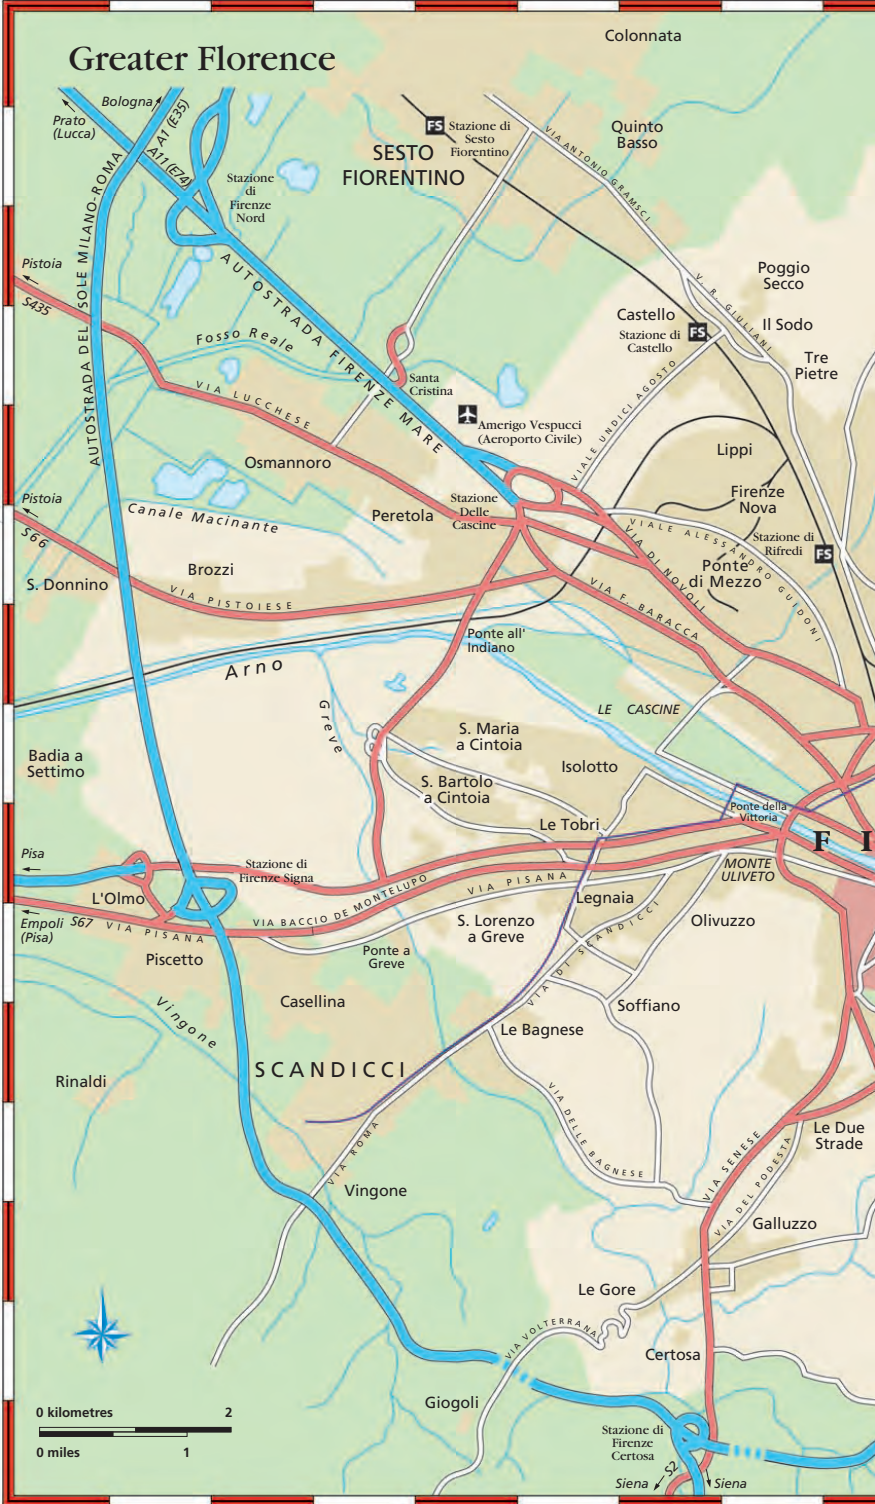 Greater Florence
Colonnata
Bologna
Prato
(Lucca)
A1 (E35)
A11 (E74)
FS
Stazione di
Sesto
Fiorentino
SESTO
FIORENTINO
VIA ANTONIO GRAMSCI
Quinto
Basso
Stazione
di
Firenze
Nord
AUTOSTRADA DEL SOLE MILANO-ROMA
AUTOSTRADA FIRENZE MARE
Pistoia
S435
Poggio
Secco
V. R. GIULIANI
Castello
Stazione di
Castello
FS
Il Sodo
Tre
Pietre
Fosso Reale
VIA LUCCHESE
Santa
Cristina
VIALE UNDICI AGOSTO
Amerigo Vespucci
(Aeroporto Civile)
Osmannoro
Lippi
Firenze
Nova
Pistoia
S66
Canale Macinante
Peretola
Stazione
Delle
Cascine
VIALE ALESSANDRO GUIDONI
Stazione di
Rifredi
FS
VIA DI NOVOLI
Ponte
di Mezzo
S. Donnino
Brozzi
VIA PISTOIESE
VIA F. BARACCA
Ponte all'
Indiano
Arno
Greve
LE CASCINE
S. Maria
a Cintoia
Badia a
Settimo
Isolotto
S. Bartolo
a Cintoia
Le Tobri
Ponte della
Vittoria
F I
Pisa
Stazione di
Firenze Signa
MONTE
ULIVETO
L'Olmo
VIA BACCIO DE MONTELUPO
VIA PISANA
Legnaia
Empoli
(Pisa)
S67
VIA PISANA
S. Lorenzo
a Greve
Olivuzzo
Piscetto
Ponte a
Greve
VIA DI SCANDICCI
Casellina
Soffiano
Vingone
Le Bagnese
SCANDICCI
Rinaldi
VIA DELLE BAGNESE
Le Due
Strade
VIA ROMA
VIA SENESE
VIA DEL PODESTA
Vingone
Galluzzo
Le Gore
VIA VOLTERRANA
Certosa
Giogoli
0 kilometres 2
0 miles 1
Stazione di
Firenze
Certosa
S2
Siena
Siena